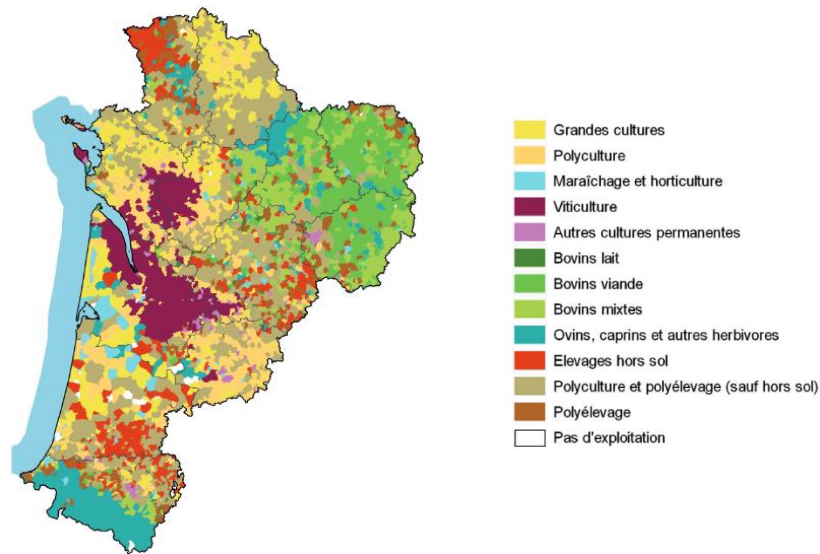 Grandes cultures
Polyculture
Maraîchage et horticulture
Viticulture
Autres cultures permanentes
Bovins lait
Bovins viande
Bovins mixtes
Ovins, caprins et autres herbivores
Elevages hors sol
Polyculture et polyélevage (sauf hors sol)
Polyélevage
Pas d'exploitation